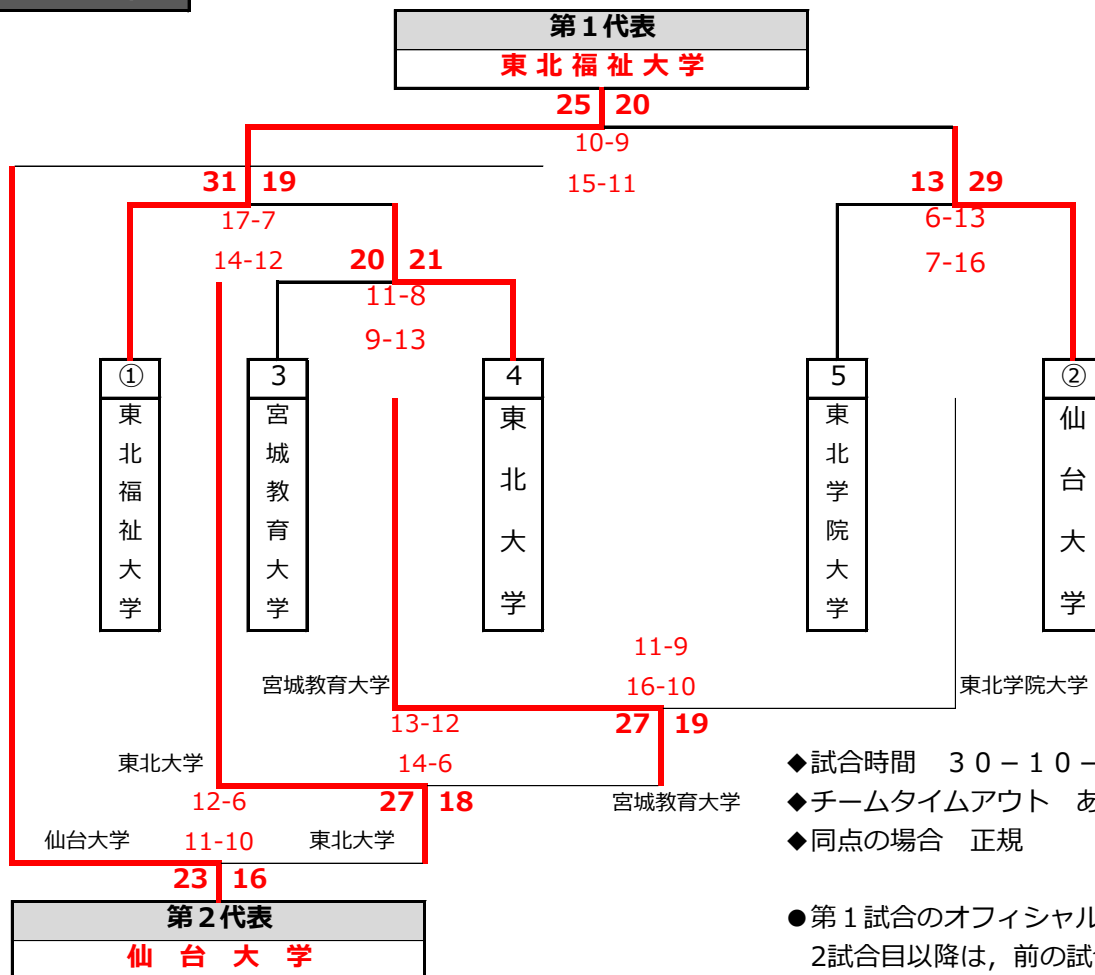 第１代表
東北福祉大学
25 20
10-9
15-11
31 19
17-7
14-12
13 29
6-13
7-16
20 21
11-8
9-13
①
東北福祉大学
3
宮城教育大学
4
東北大学
5
東北学院大学
②
仙台大学
11-9
16-10
宮城教育大学
東北学院大学
27 19
13-12
14-6
東北大学
宮城教育大学
27 18
12-6
11-10
仙台大学
東北大学
23 16
第２代表
仙台大学
◆試合時間　３０－１０－
◆チームタイムアウト　あ
◆同点の場合　正規
●第１試合のオフィシャル
2試合目以降は，前の試